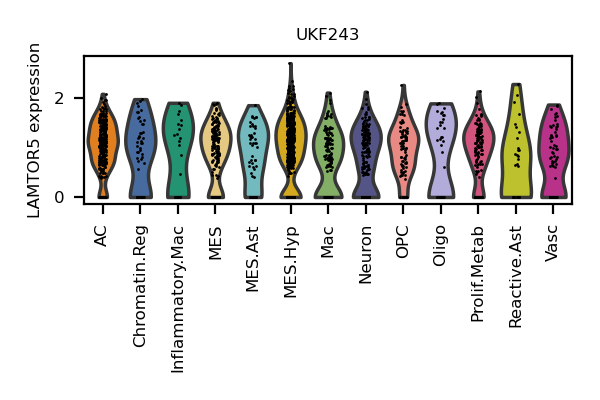 UKF243
LAMTOR5 expression
2
0
AC
Chromatin.Reg
Inflammatory.Mac
MES
MES.Ast
MES.Hyp
Mac
Neuron
OPC
Oligo
Prolif.Metab
Reactive.Ast
Vasc